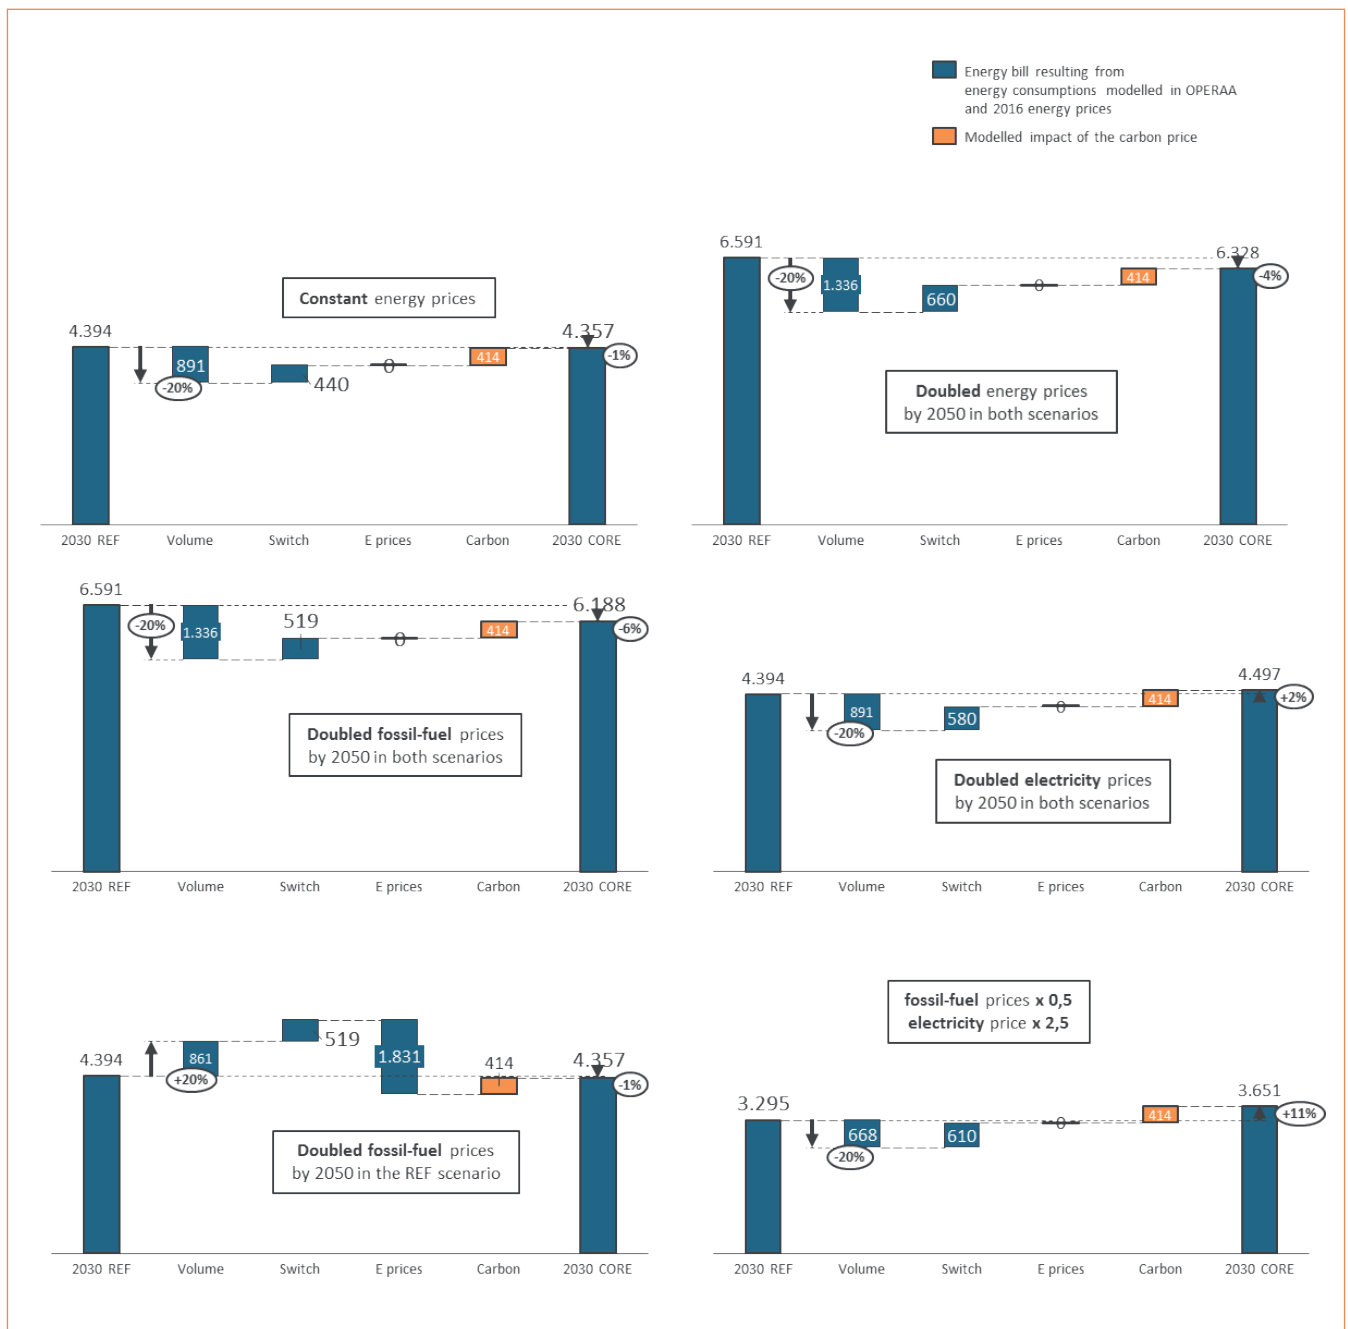 Energy bill resulting from
energy consumptions modelled in OPERAA
and 2016 energy prices
Modelled impact of the carbon price
Constant energy prices
4.394
891
-20%
440
0
414
4.357
-1%
2030 REF
Volume
Switch
E prices
Carbon
2030 CORE
6.591
-20%
1.336
660
0
414
6.328
-4%
Doubled energy prices
by 2050 in both scenarios
2030 REF
Volume
Switch
E prices
Carbon
2030 CORE
6.591
-20%
1.336
519
0
414
6.188
-6%
Doubled fossil-fuel prices
by 2050 in both scenarios
2030 REF
Volume
Switch
E prices
Carbon
2030 CORE
4.394
891
-20%
580
0
414
4.497
+2%
Doubled electricity prices
by 2050 in both scenarios
2030 REF
Volume
Switch
E prices
Carbon
2030 CORE
4.394
861
+20%
519
1.831
414
4.357
-1%
Doubled fossil-fuel prices
by 2050 in the REF scenario
2030 REF
Volume
Switch
E prices
Carbon
2030 CORE
fossil-fuel prices x 0,5
electricity price x 2,5
3.295
668
-20%
610
0
414
3.651
+11%
2030 REF
Volume
Switch
E prices
Carbon
2030 CORE